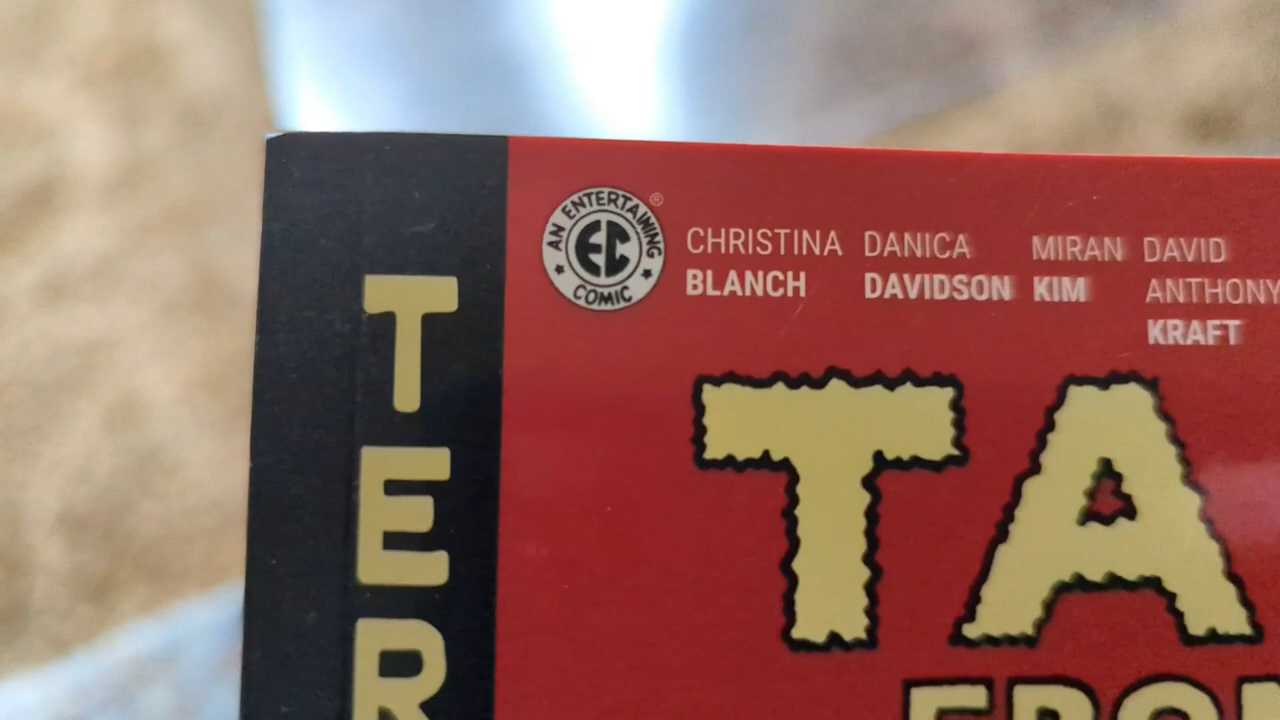 AN ENTERTAINING
EC
COMIC
®
CHRISTINA BLANCH
DANICA DAVIDSON
MIRAN KIM
DAVID ANTHONY KRAFT
TER
TA